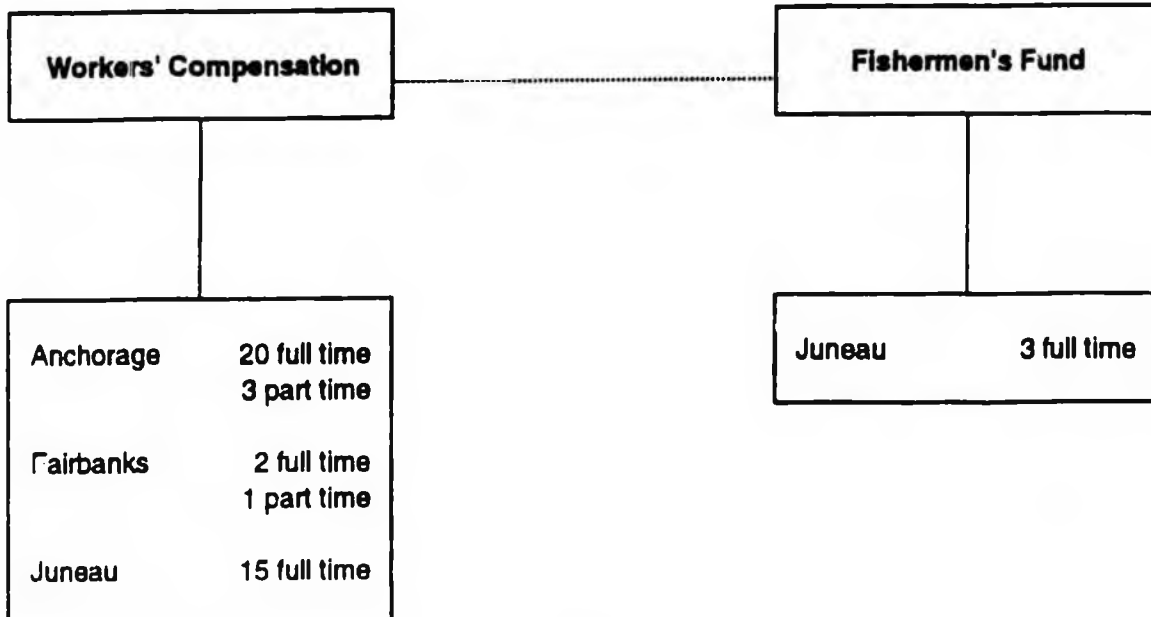 Workers' Compensation
Fishermen's Fund
Anchorage 20 full time
3 part time
Fairbanks 2 full time
1 part time
Juneau 15 full time
Juneau 3 full time